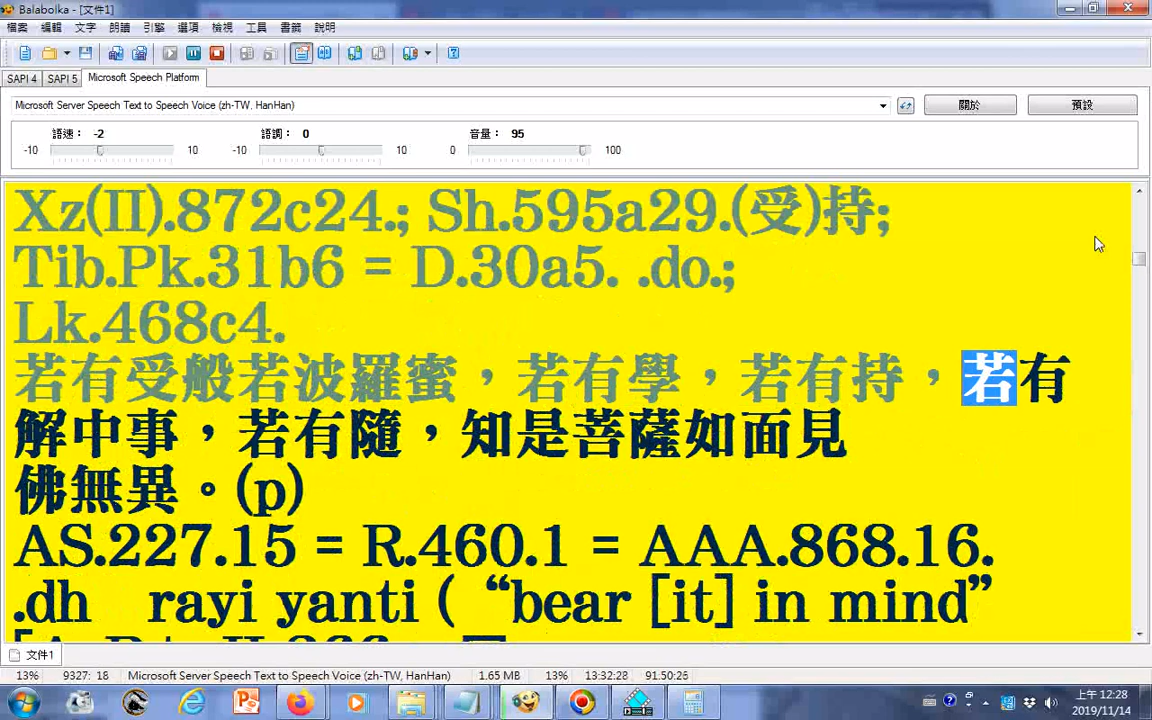 Balabolka - [文件1]
檔案 編輯 文字 朗讀 引擎 選項 檢視 工具 書籤 說明
SAPI 4 SAPI 5 Microsoft Speech Platform
Microsoft Server Speech Text to Speech Voice (zh-TW, HanHan) 關於 預設
語速： -2 語調： 0 音量： 95
-10 10 -10 10 0 100
Xz(II).872c24.; Sh.595a29.(受)持;
Tib.Pk.31b6 = D.30a5. .do.;
Lk.468c4.
若有受般若波羅蜜，若有學，若有持，若有
解中事，若有隨，知是菩薩如面見
佛無異。(p)
AS.227.15 = R.460.1 = AAA.868.16.
.dh rayi yanti ( “bear [it] in mind”
文件1
13% 9327: 18 Microsoft Server Speech Text to Speech Voice (zh-TW, HanHan) 1.65 MB 13% 13:32:28 91:50:26
上午 12:28
2019/11/14